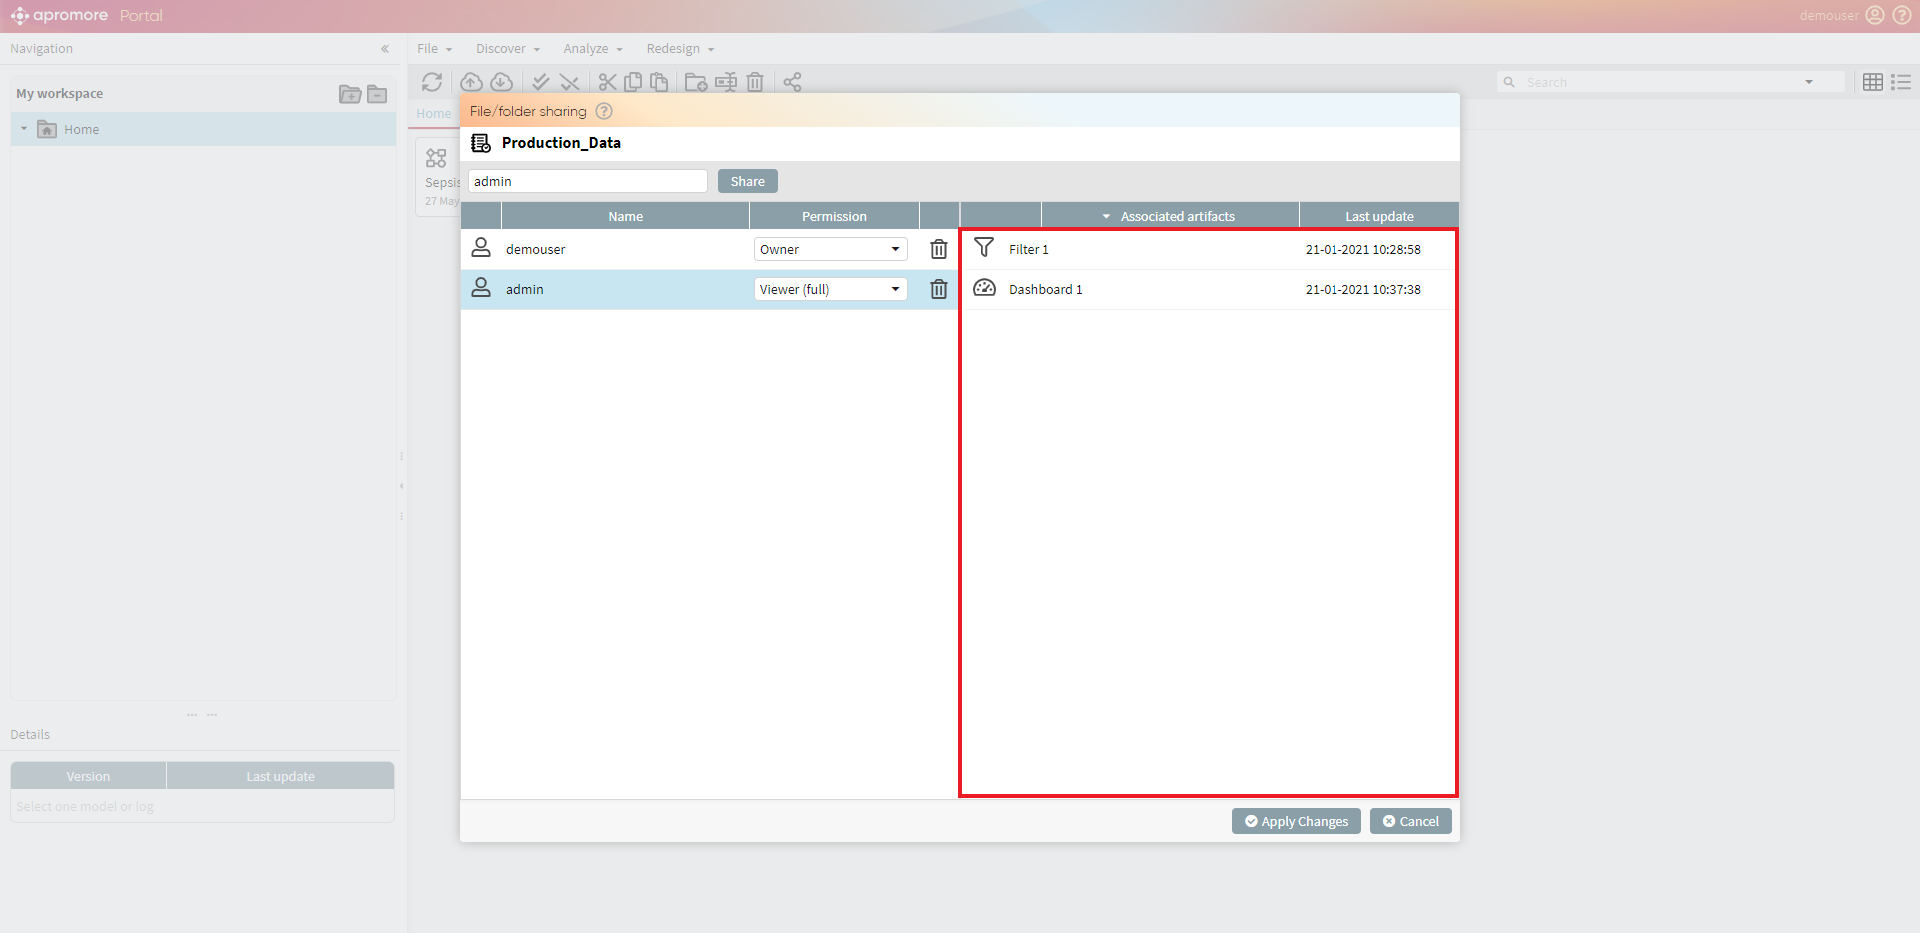 apromore Portal
demouser
Navigation
File
Discover
Analyze
Redesign
Search
My workspace
Home
Home
Sepsis
27 May
File/folder sharing
Production_Data
admin
Share
Name
Permission
Associated artifacts
Last update
demouser
Owner
Filter 1
21-01-2021 10:28:58
admin
Viewer (full)
Dashboard 1
21-01-2021 10:37:38
Details
Version
Last update
Select one model or log
Apply Changes
Cancel